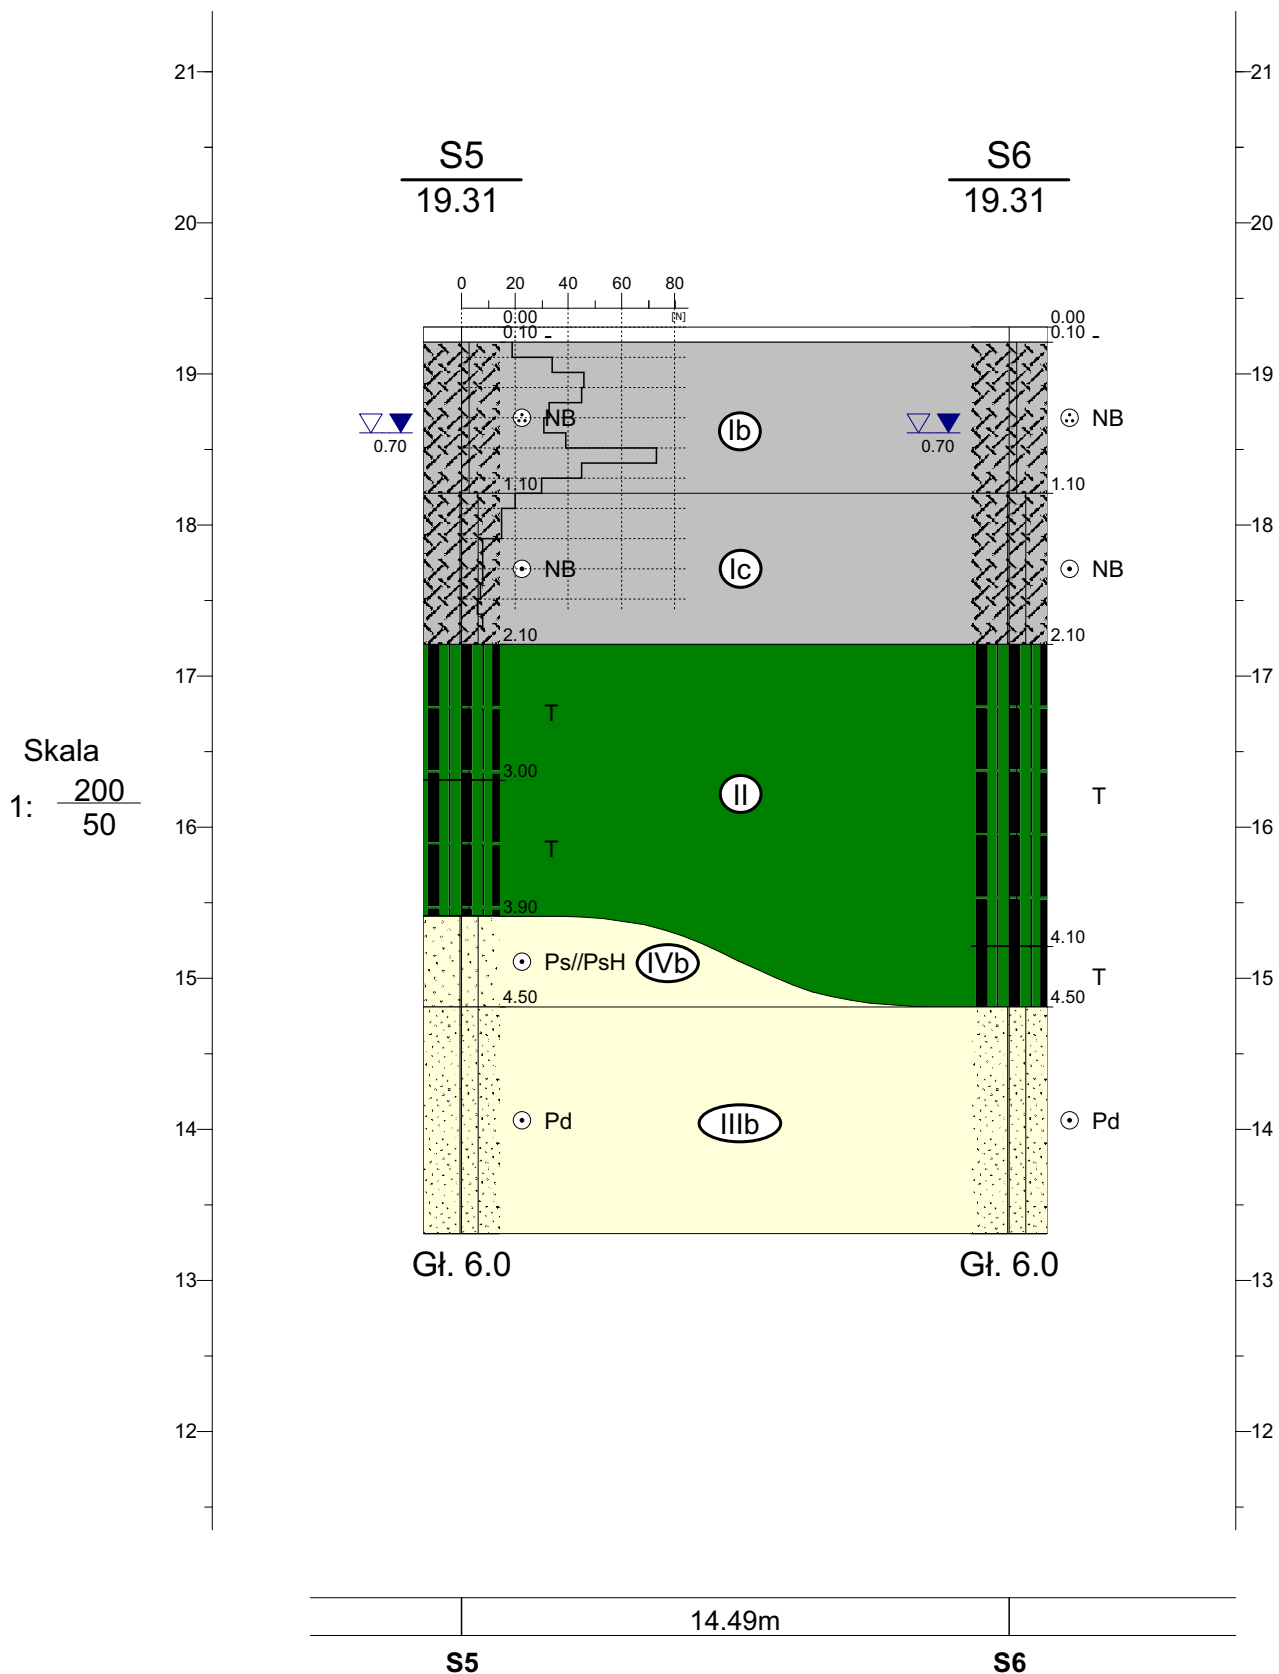 21 21
S5 S6
19.31 19.31
20 20
0 20 40 60 80
[N]
0.00 0.00
0.10 - 0.10 -
19 19
NB Ib NB
0.70 0.70
1.10 1.10
18 18
NB Ic NB
2.10 2.10
17 17
T
Skala
3.00
1: 200
50
II
T
16 16
T
3.90
4.10
Ps//PsH IVb
15 T 15
4.50 4.50
Pd IIIb Pd
14 14
Gł. 6.0 Gł. 6.0
13 13
12 12
14.49m
S5 S6